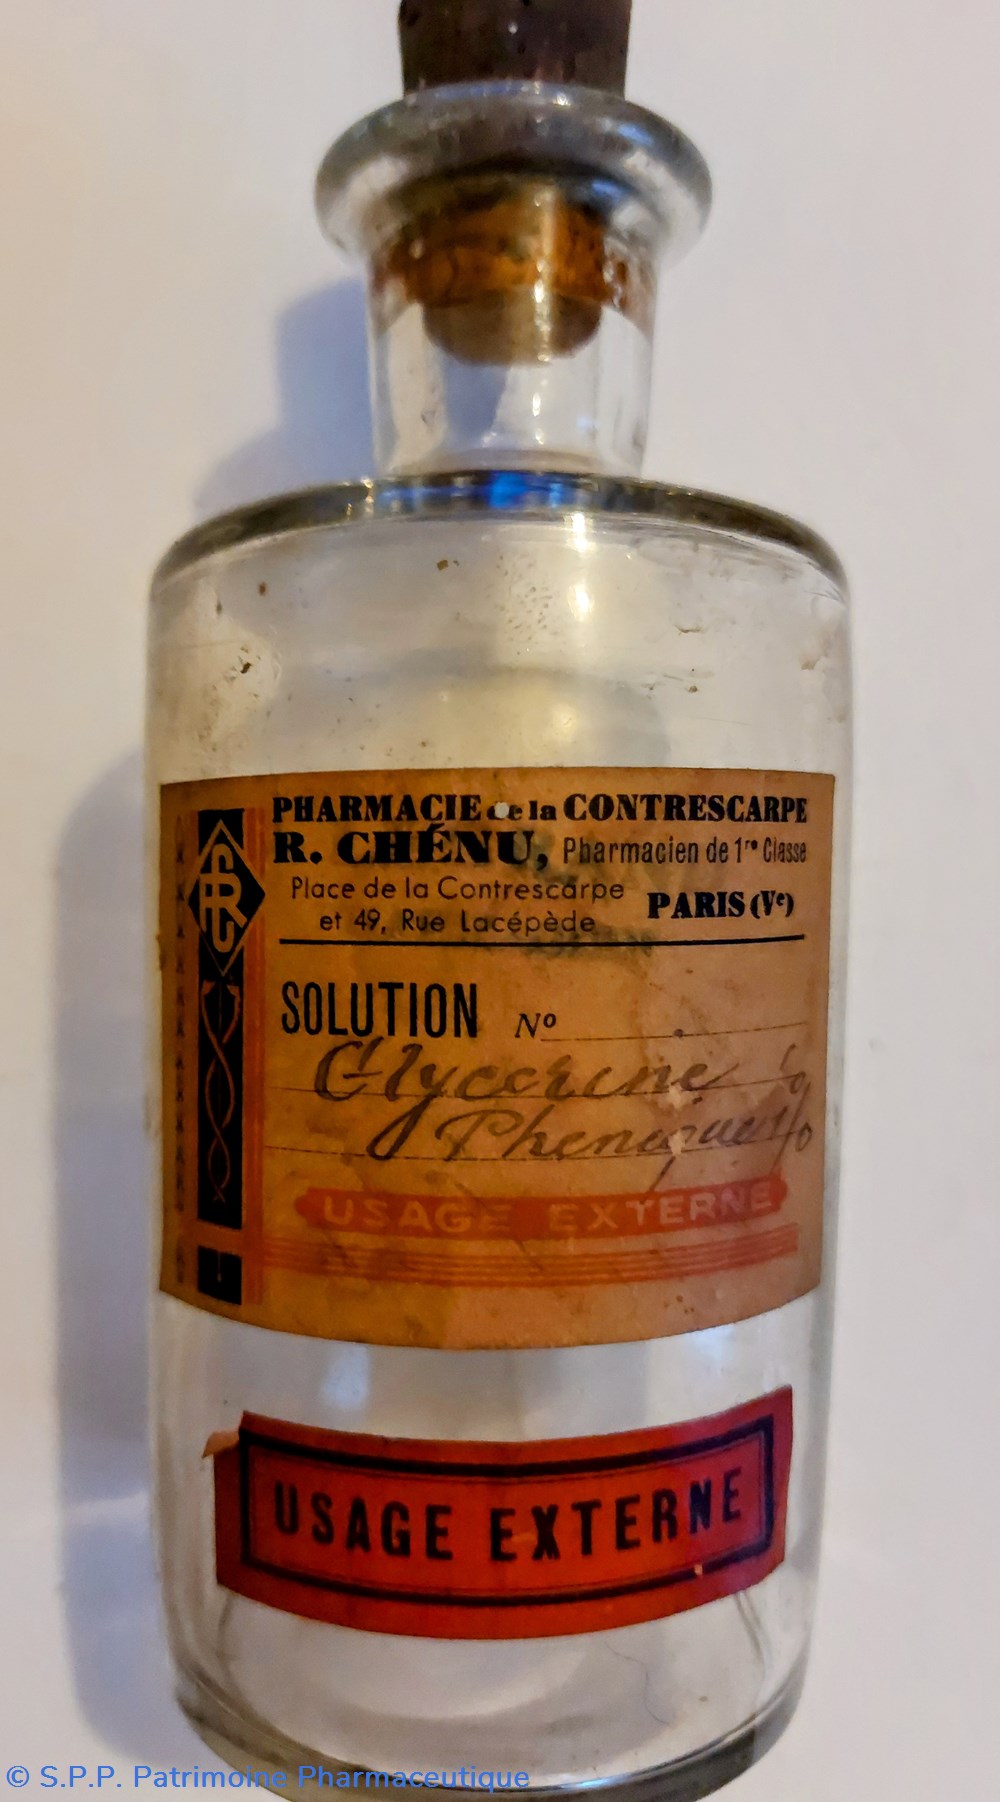 PHARMACIE de la CONTRESCARPE
R. CHÉNU, Pharmacien de 1re Classe
Place de la Contrescarpe
et 49, Rue Lacépède
PARIS (Ve)
SOLUTION No
Glycerine
Pheniquée
USAGE EXTERNE
USAGE EXTERNE
© S.P.P. Patrimoine Pharmaceutique